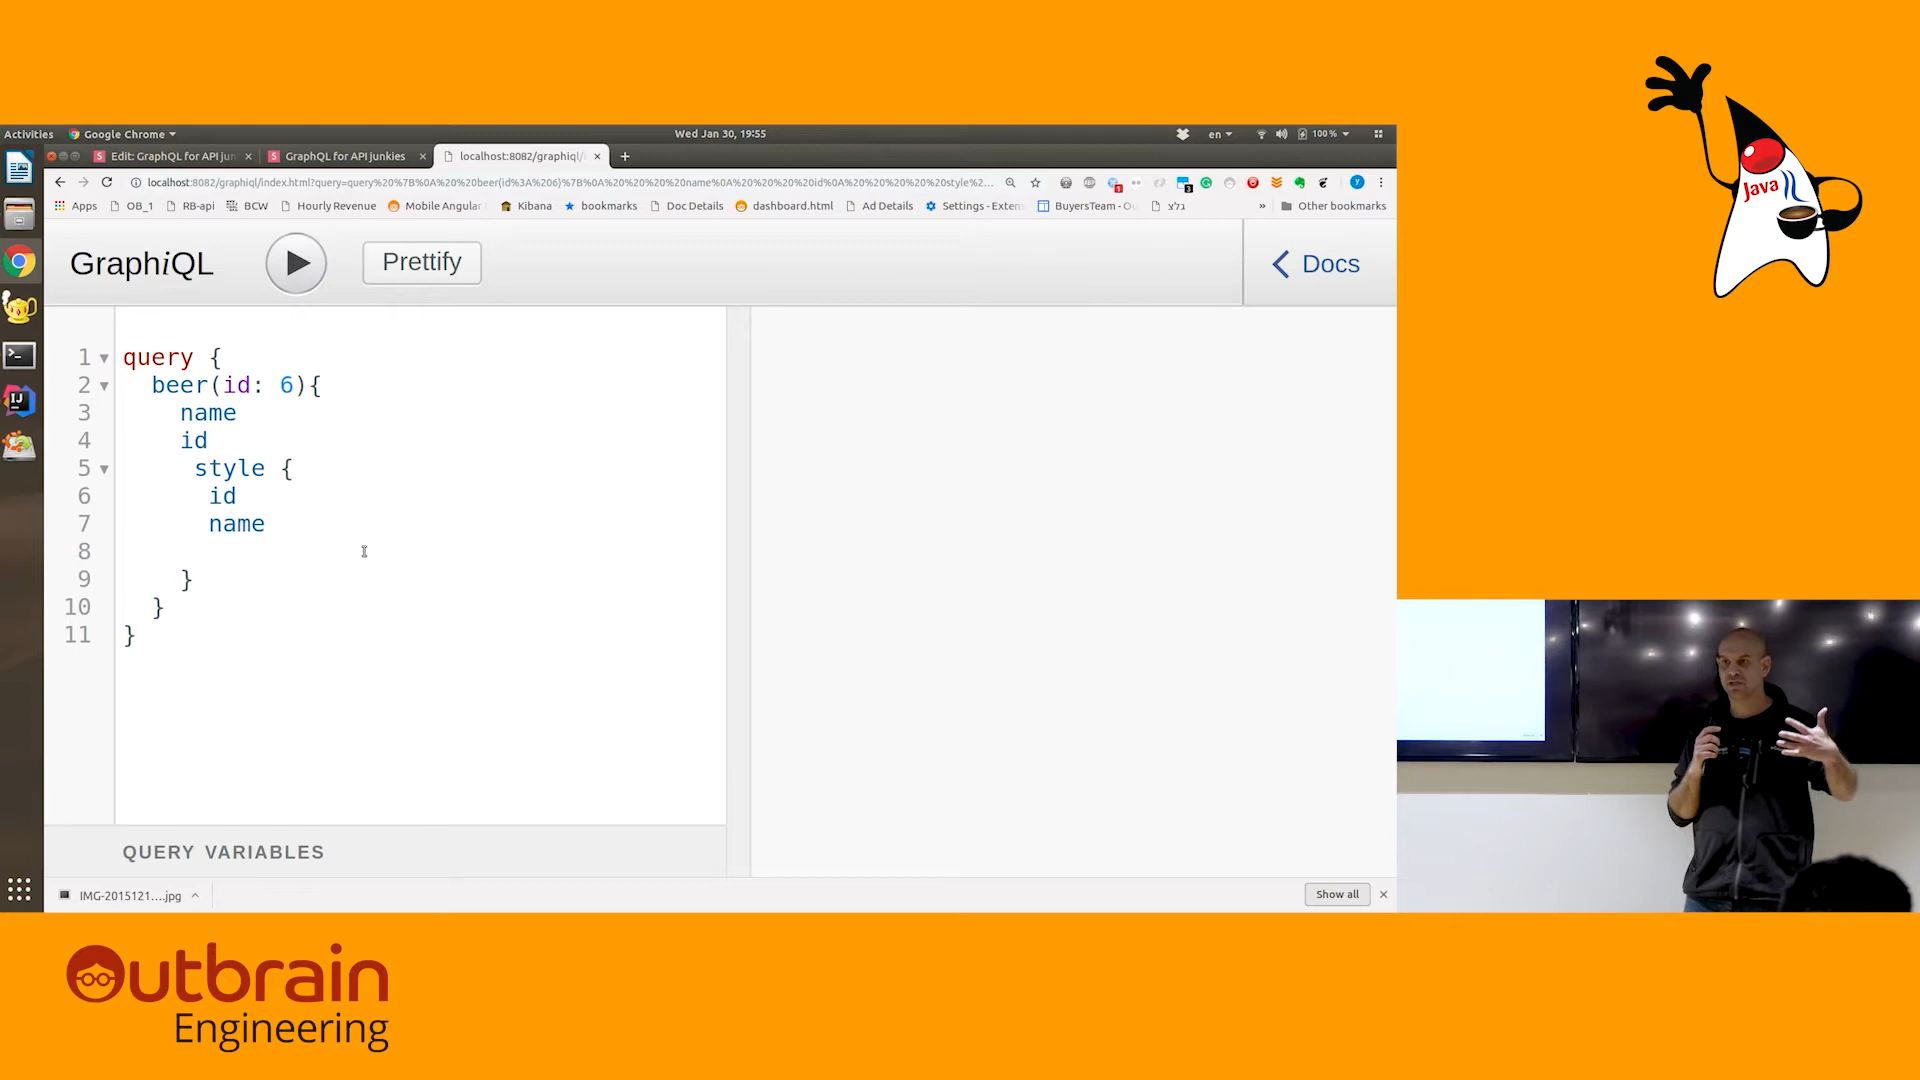 Activities Google Chrome Wed Jan 30, 19:55 en 100%
Edit: GraphQL for API jun GraphQL for API junkies localhost:8082/graphiql/
localhost:8082/graphiql/index.html?query=query%20%7B%0A%20%20beer(id%3A%206)%7B%0A%20%20%20%20name%0A%20%20%20%20id%0A%20%20%20%20%20style%20...
Apps OB_1 RB-api BCW Hourly Revenue Mobile Angular Kibana bookmarks Doc Details dashboard.html Ad Details Settings - Exten BuyersTeam - Ou גלצ » Other bookmarks
GraphiQL Prettify Docs
1 query {
2 beer(id: 6){
3 name
4 id
5 style {
6 id
7 name
8
9 }
10 }
11 }
QUERY VARIABLES
IMG-2015121....jpg Show all
Java
Outbrain
Engineering